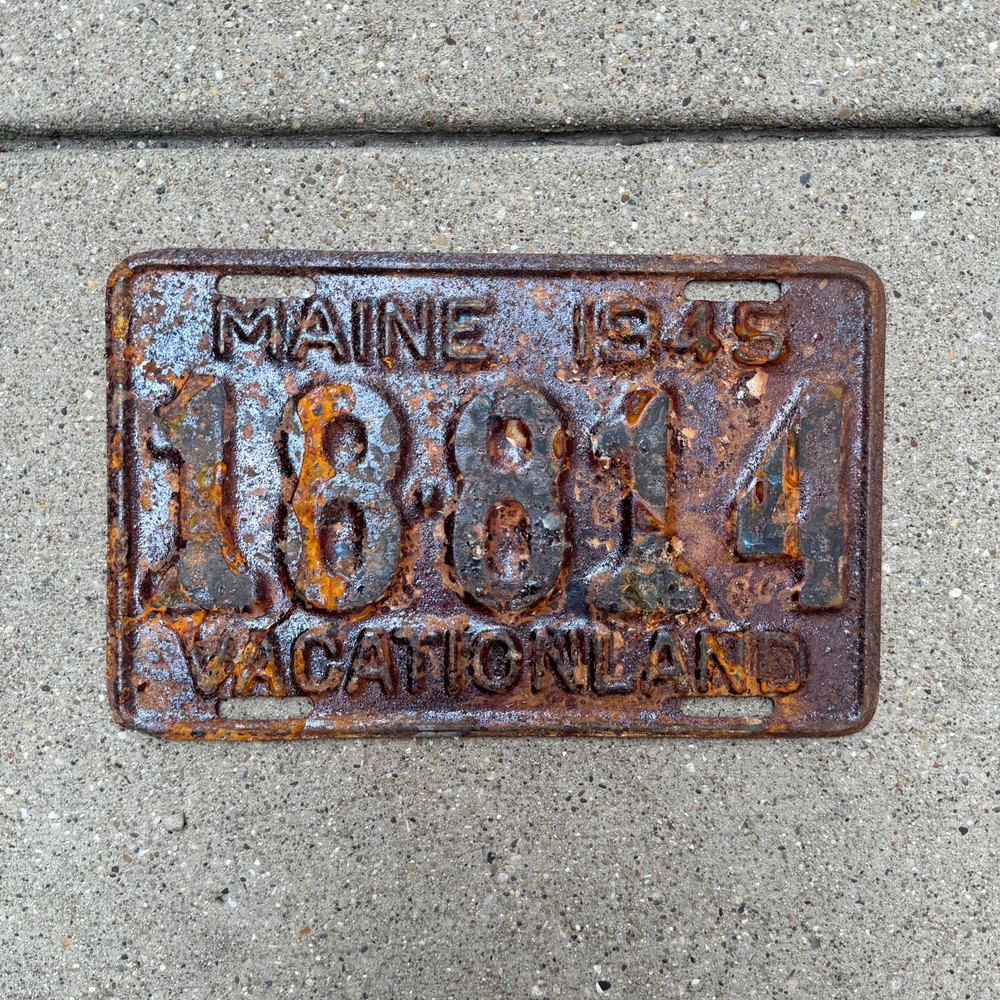 MAINE 1945
18·814
VACATIONLAND